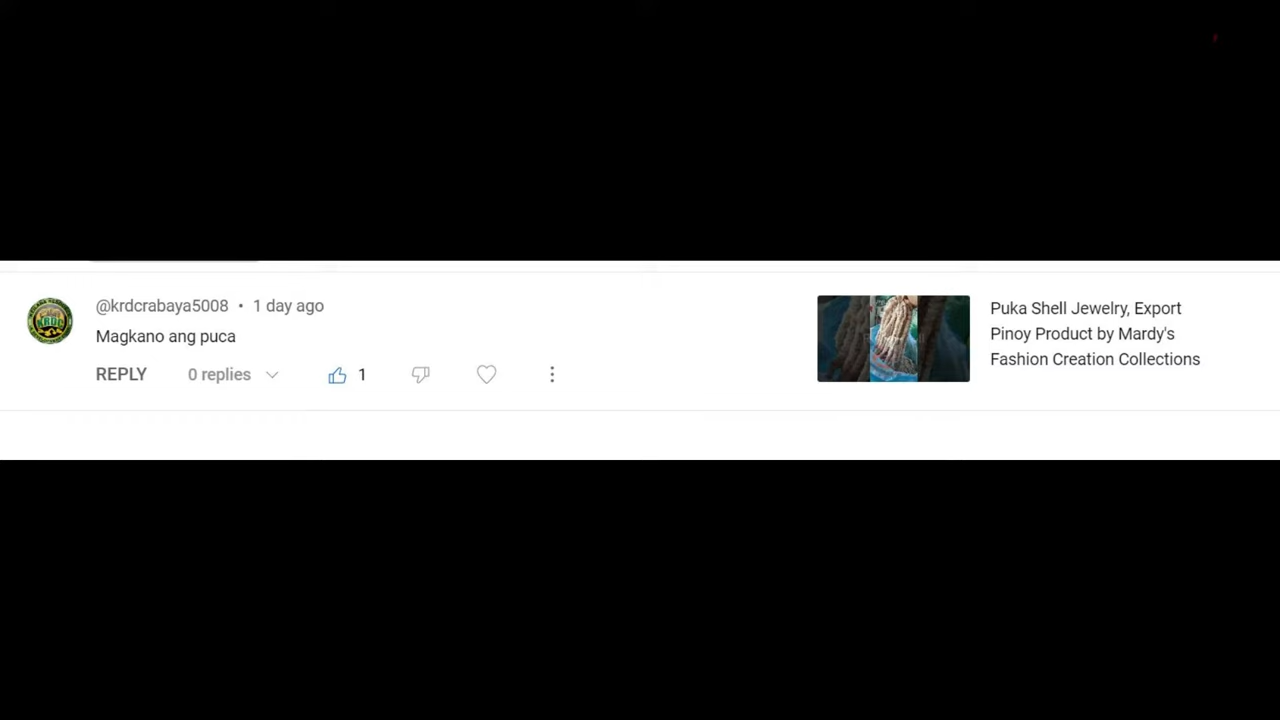 @krdcrabaya5008 • 1 day ago
Magkano ang puca
REPLY 0 replies 1
Puka Shell Jewelry, Export
Pinoy Product by Mardy's
Fashion Creation Collections